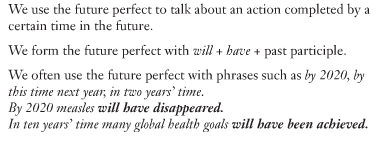 We use the future perfect to talk about an action completed by a
certain time in the future.
We form the future perfect with will + have + past participle.
We often use the future perfect with phrases such as by 2020, by
this time next year, in two years' time.
By 2020 measles will have disappeared.
In ten years' time many global health goals will have been achieved.